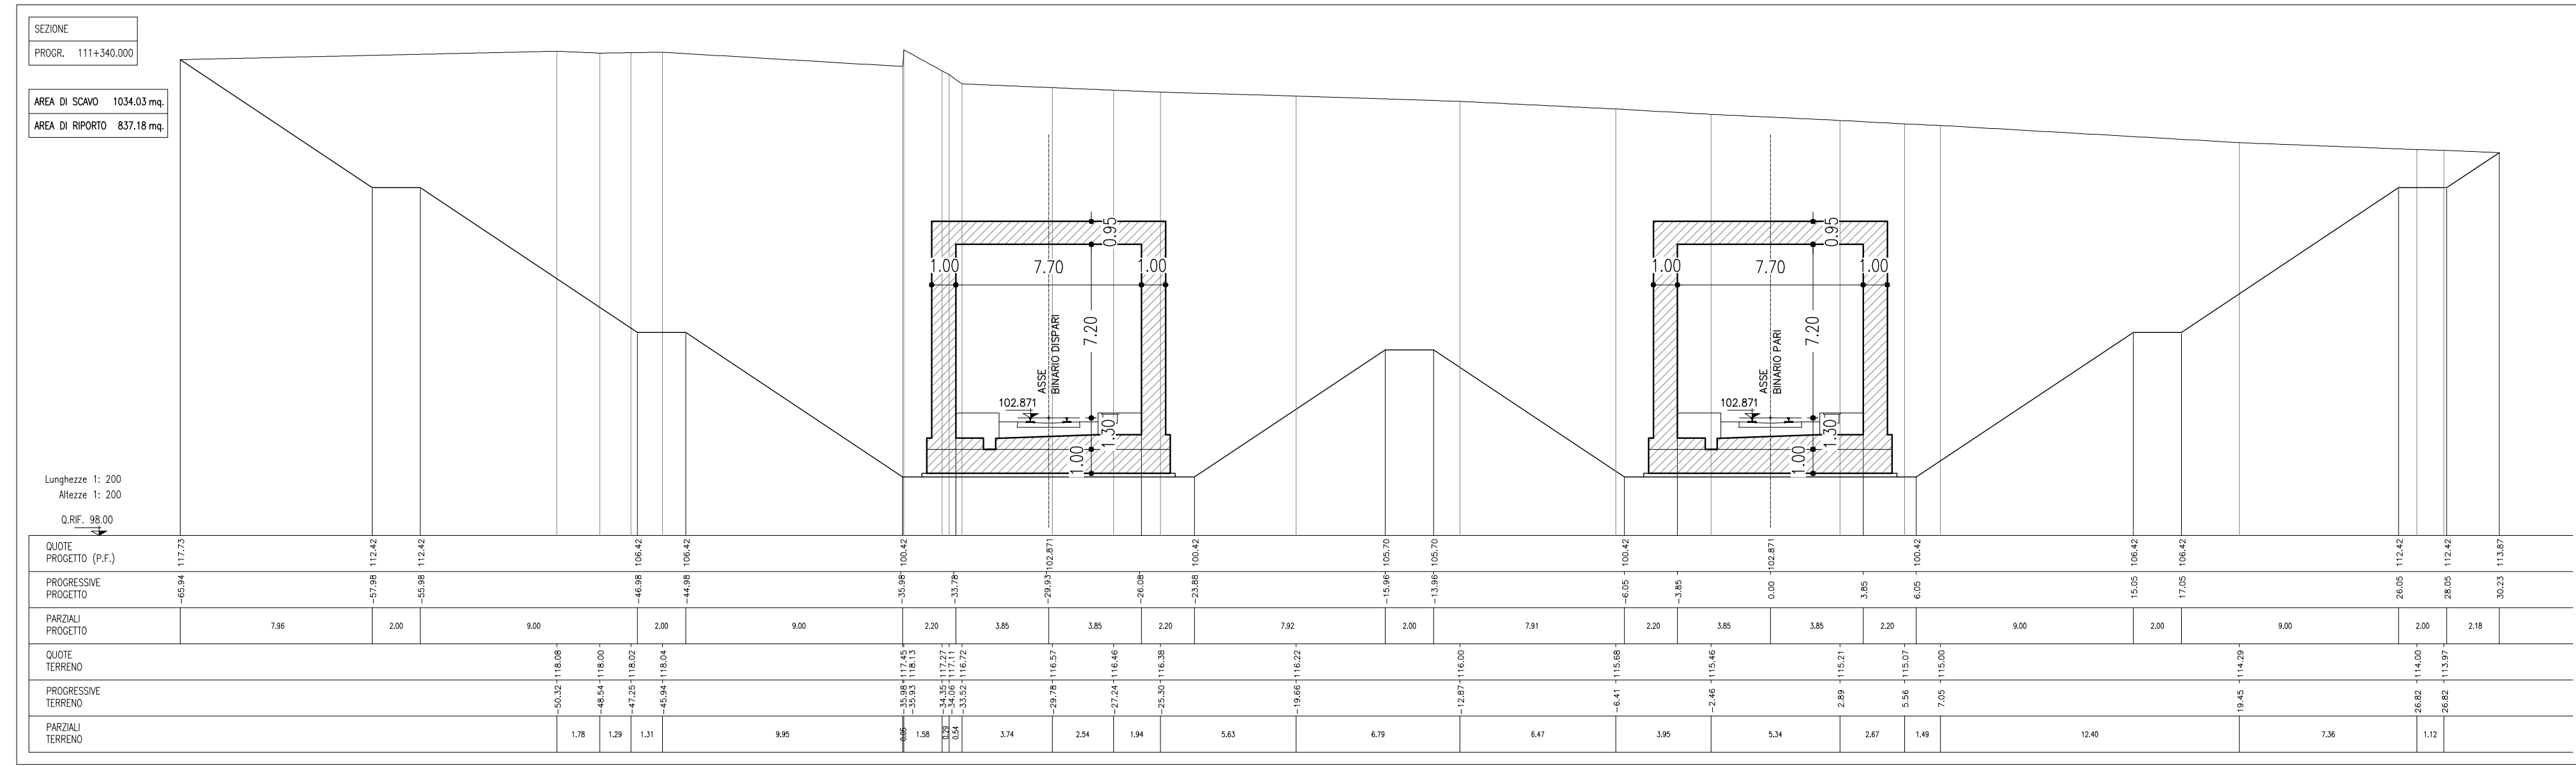 SEZIONE
PROGR. 111+340.000
AREA DI SCAVO 1034.03 mq.
AREA DI RIPORTO 837.18 mq.
0.95
1.00 7.70 1.00
7.20
ASSE
BINARIO DISPARI
102.871
1.30
1.00
0.95
1.00 7.70 1.00
7.20
ASSE
BINARIO PARI
102.871
1.30
1.00
Lunghezze 1: 200
Altezze 1: 200
Q.RIF. 98.00
QUOTE
PROGETTO (P.F.)
117.73 112.42 112.42 106.42 106.42 100.42 102.871 100.42 105.70 105.70 100.42 102.871 100.42 106.42 106.42 112.42 112.42 113.87
PROGRESSIVE
PROGETTO
-65.94 -57.98 -55.98 -46.98 -44.98 -35.98 -33.78 -29.93 -26.08 -23.88 -15.96 -13.96 -6.05 -3.85 0.00 3.85 6.05 15.05 17.05 26.05 28.05 30.23
PARZIALI
PROGETTO
7.96 2.00 9.00 2.00 9.00 2.20 3.85 3.85 2.20 7.92 2.00 7.91 2.20 3.85 3.85 2.20 9.00 2.00 9.00 2.00 2.18
QUOTE
TERRENO
118.08 118.00 118.02 118.04 117.45 118.13 117.27 117.11 116.72 116.57 116.46 116.38 116.22 116.00 115.68 115.46 115.21 115.07 115.00 114.29 114.00 113.97
PROGRESSIVE
TERRENO
-50.32 -48.54 -47.25 -45.94 -35.98 -35.93 -34.35 -34.06 -33.52 -29.78 -27.24 -25.30 -19.66 -12.87 -6.41 -2.46 2.89 5.56 7.05 19.45 26.82 26.82
PARZIALI
TERRENO
1.78 1.29 1.31 9.95 0.05 1.58 0.29 0.54 3.74 2.54 1.94 5.63 6.79 6.47 3.95 5.34 2.67 1.49 12.40 7.36 1.12